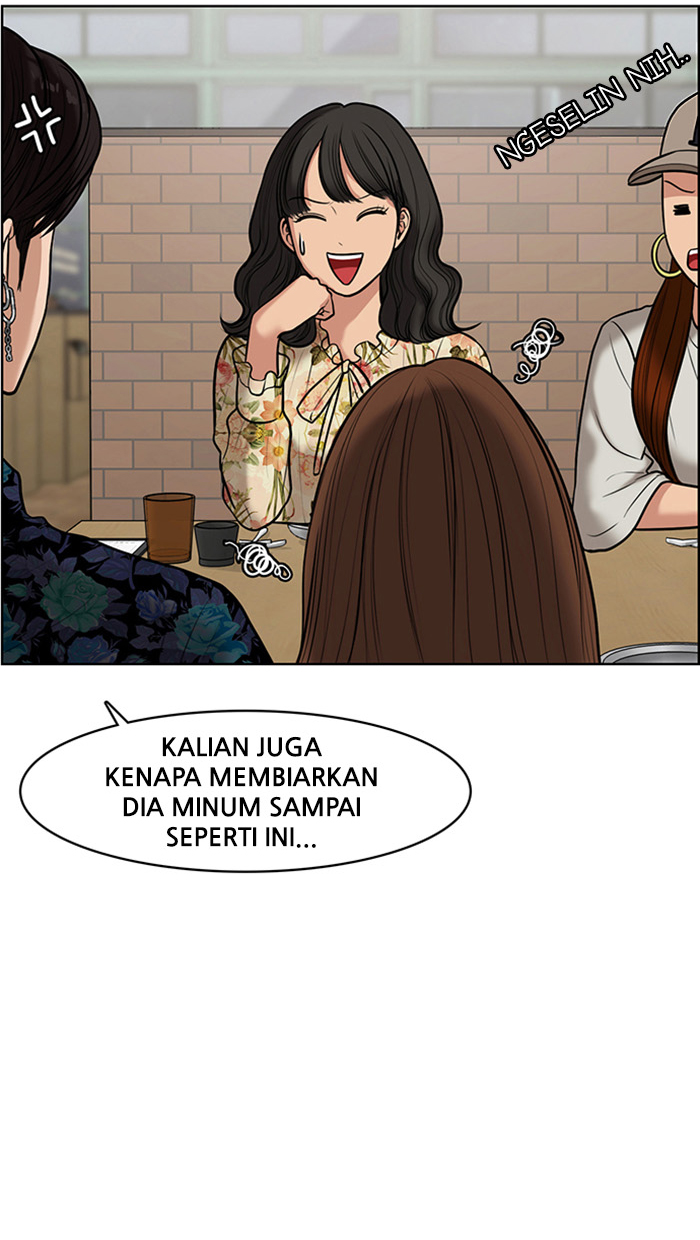 NGESELIN NIH..
KALIAN JUGA
KENAPA MEMBIARKAN
DIA MINUM SAMPAI
SEPERTI INI...